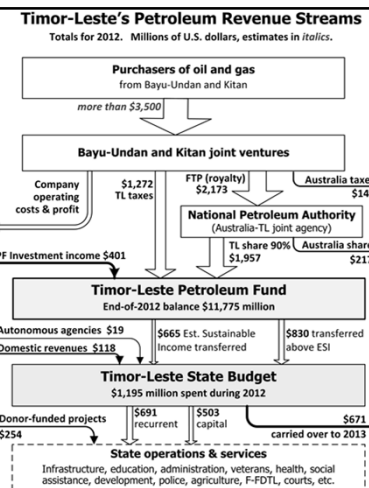 Timor-Leste's Petroleum Revenue Streams
Totals for 2012. Millions of U.S. dollars, estimates in italics.
Purchasers of oil and gas
from Bayu-Undan and Kitan
more than $3,500
Bayu-Undan and Kitan joint ventures
Company
operating
costs & profit
$1,272
TL taxes
FTP (royalty)
$2,173
Australia taxe
$14
National Petroleum Authority
(Australia-TL joint agency)
TL share 90%
$1,957
Australia share
$217
PF Investment income $401
Timor-Leste Petroleum Fund
End-of-2012 balance $11,775 million
Autonomous agencies $19
Domestic revenues $118
$665 Est. Sustainable
Income transferred
$830 transferred
above ESI
Timor-Leste State Budget
$1,195 million spent during 2012
Donor-funded projects
$254
$691
recurrent
$503
capital
$671
carried over to 2013
State operations & services
Infrastructure, education, administration, veterans, health, social
assistance, development, police, agriculture, F-FDTL, courts, etc.